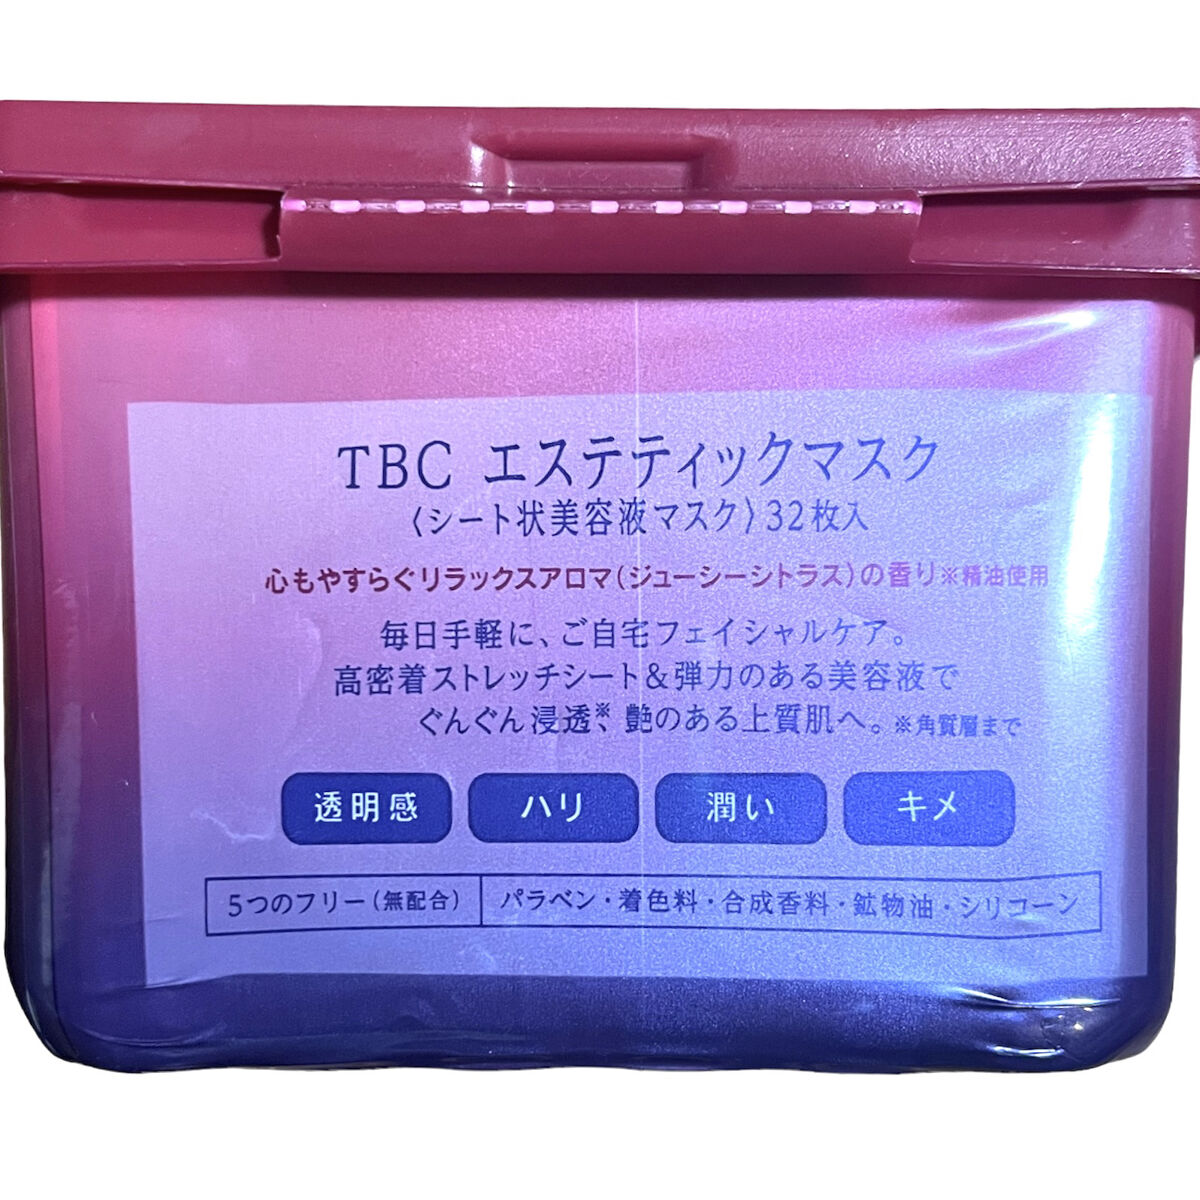 TBC エステティックマスク
〈シート状美容液マスク〉32枚入
心もやすらぐリラックスアロマ(ジューシーシトラス)の香り※精油使用
毎日手軽に、ご自宅フェイシャルケア。
高密着ストレッチシート&弾力のある美容液で
ぐんぐん浸透※、艶のある上質肌へ。※角質層まで
透明感 ハリ 潤い キメ
5つのフリー(無配合) パラベン・着色料・合成香料・鉱物油・シリコーン